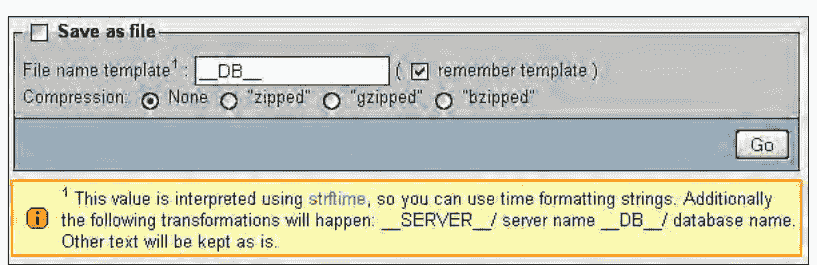 Save as file
File name template1 : __DB__ ( remember template )
Compression: None "zipped" "gzipped" "bzipped"
Go
1 This value is interpreted using strftime, so you can use time formatting strings. Additionally
the following transformations will happen: __SERVER__/ server name __DB__/ database name.
Other text will be kept as is.